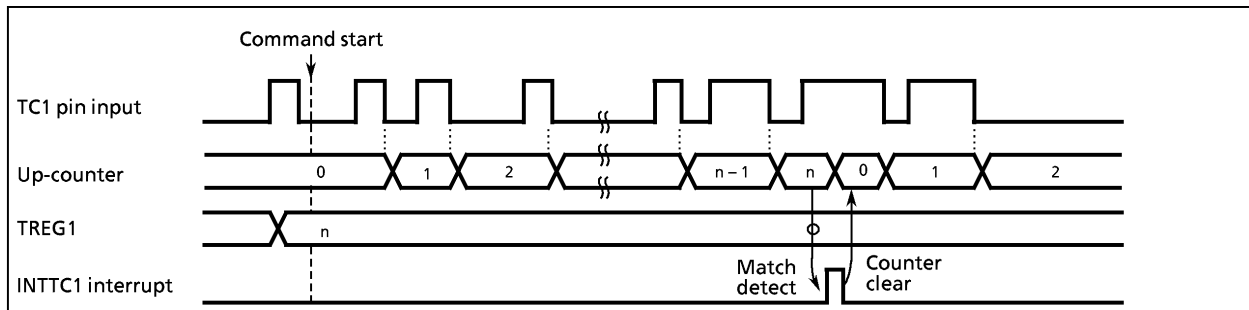 Command start
TC1 pin input
Up-counter
0 1 2 n – 1 n 0 1 2
TREG1
n
Match
detect
Counter
clear
INTTC1 interrupt